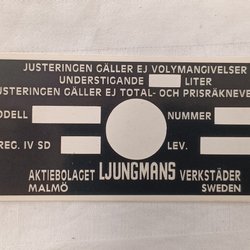 JUSTERINGEN GÄLLER EJ VOLYMANGIVELSER
UNDERSTIGANDE LITER
JUSTERINGEN GÄLLER EJ TOTAL- OCH PRISRÄKNEVE
MODELL NUMMER
REG. IV SD LEV.
AKTIEBOLAGET LJUNGMANS VERKSTÄDER
MALMÖ SWEDEN